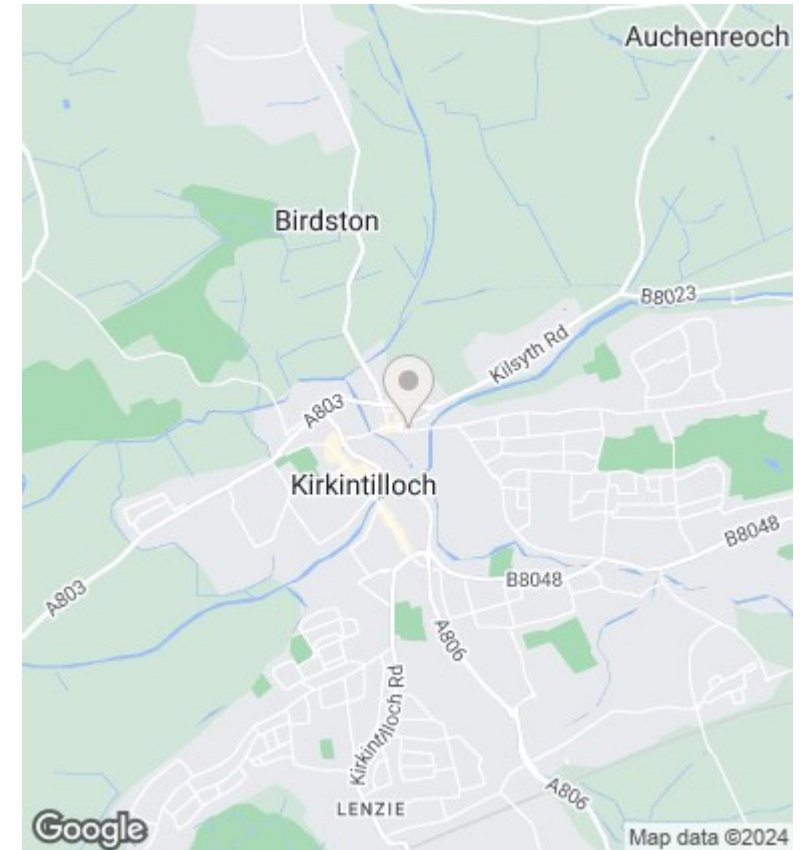 Auchenreoch
Birdston
B8023
Kilsyth Rd
A803
Kirkintilloch
B8048
B8048
A803
A806
Kirkintilloch Rd
LENZIE
A806
Google
Map data ©2024